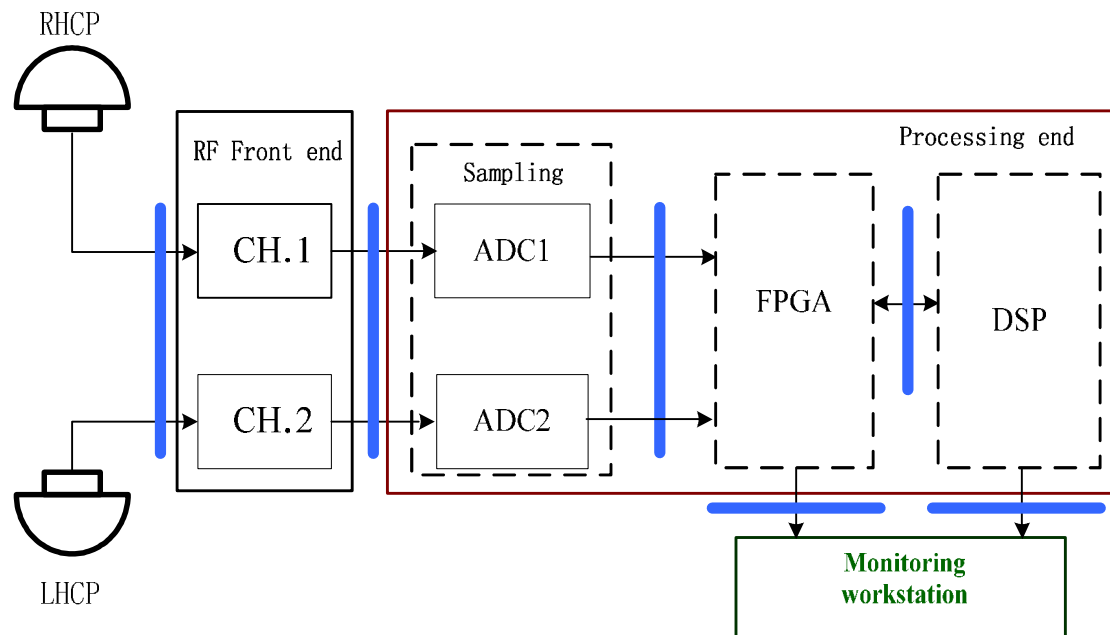 RHCP
RF Front end
Processing end
Sampling
CH.1
ADC1
FPGA
DSP
CH.2
ADC2
LHCP
Monitoring
workstation